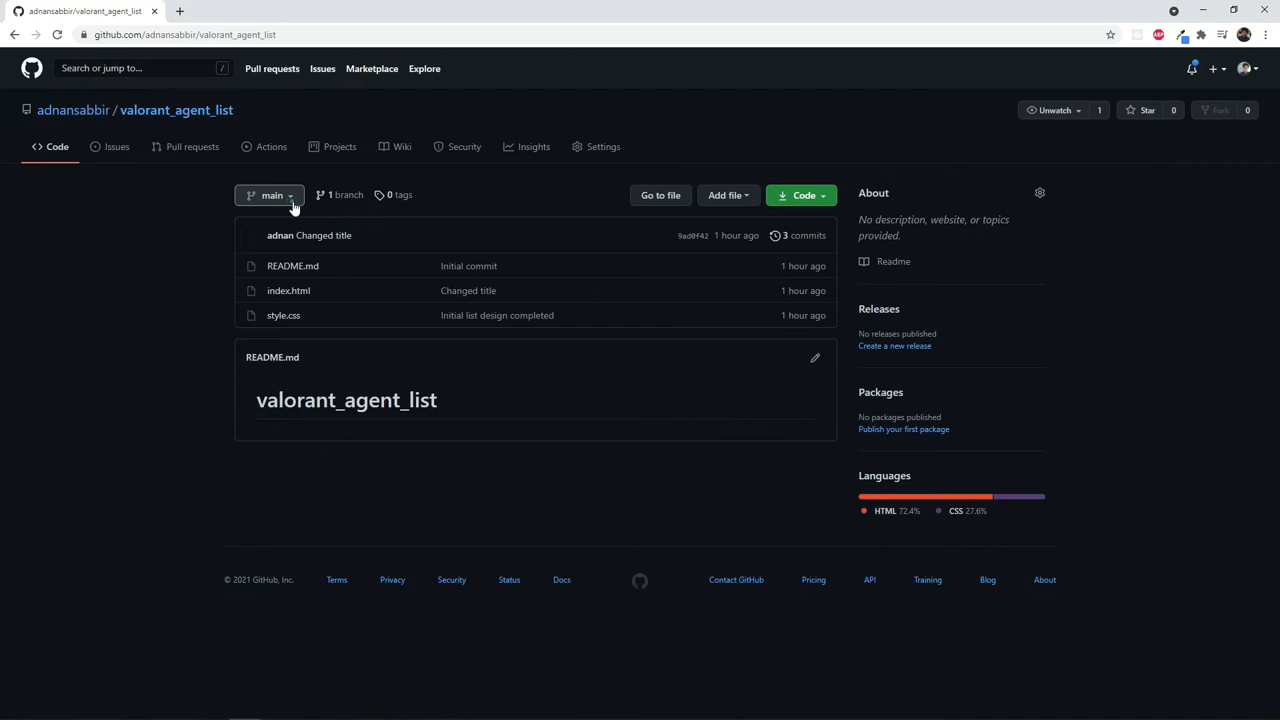 adnansabbir/valorant_agent_list
github.com/adnansabbir/valorant_agent_list
ABP
Search or jump to...
/
Pull requests
Issues
Marketplace
Explore
adnansabbir / valorant_agent_list
Unwatch
1
Star
0
Fork
0
Code
Issues
Pull requests
Actions
Projects
Wiki
Security
Insights
Settings
main
1 branch
0 tags
Go to file
Add file
Code
adnan Changed title
9ad0f42 1 hour ago
3 commits
README.md
Initial commit
1 hour ago
index.html
Changed title
1 hour ago
style.css
Initial list design completed
1 hour ago
README.md
valorant_agent_list
About
No description, website, or topics
provided.
Readme
Releases
No releases published
Create a new release
Packages
No packages published
Publish your first package
Languages
HTML 72.4%
CSS 27.6%
© 2021 GitHub, Inc.
Terms
Privacy
Security
Status
Docs
Contact GitHub
Pricing
API
Training
Blog
About